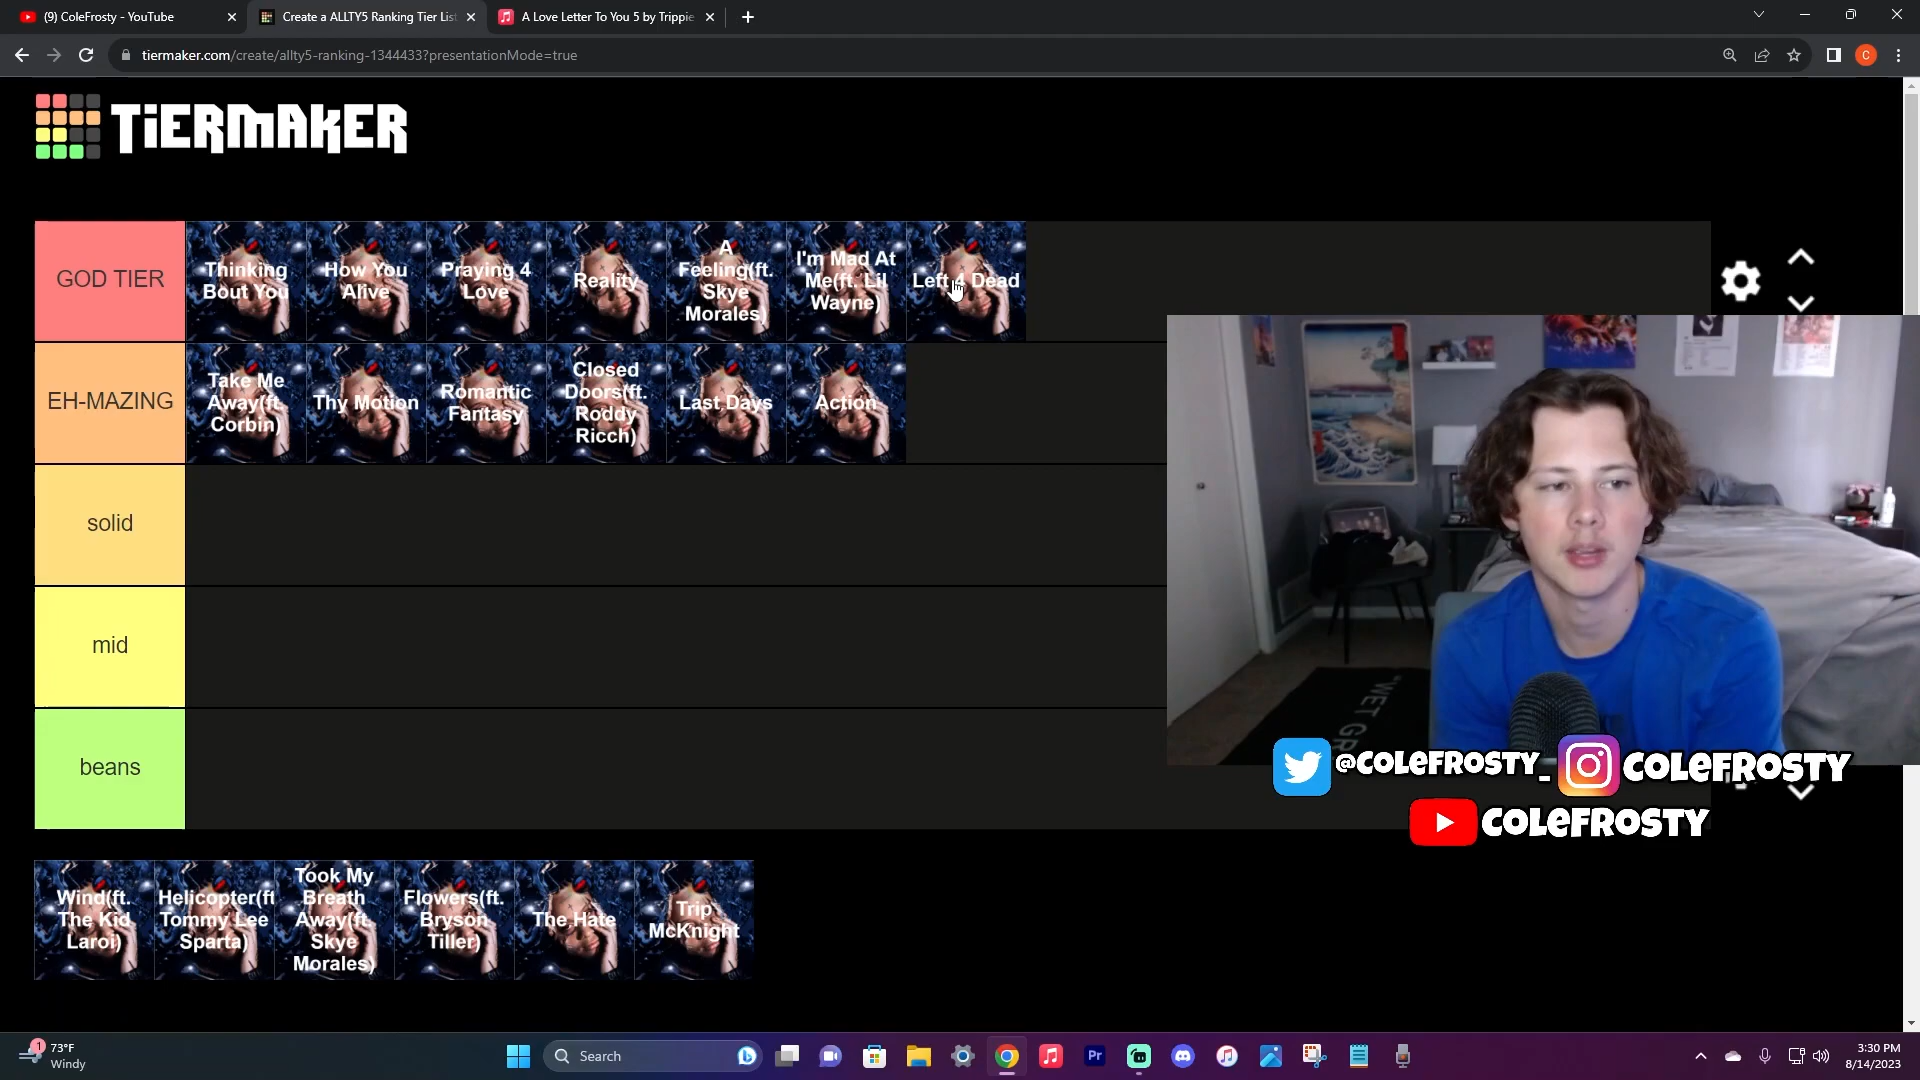 (9) ColeFrosty - YouTube
Create a ALLTY5 Ranking Tier List
A Love Letter To You 5 by Trippie
tiermaker.com/create/allty5-ranking-1344433?presentationMode=true
C
TiERMAKER
GOD TIER
Thinking
Bout You
How You
Alive
Praying 4
Love
Reality
A
Feeling(ft.
Skye
Morales)
I'm Mad At
Me(ft. Lil
Wayne)
Left 4 Dead
EH-MAZING
Take Me
Away(ft.
Corbin)
Thy Motion
Romantic
Fantasy
Closed
Doors(ft.
Roddy
Ricch)
Last Days
Action
solid
mid
beans
"WET GR
@COLEFROSTY_
COLEFROSTY
COLEFROSTY
Wind(ft.
The Kid
Laroi)
Helicopter(ft
Tommy Lee
Sparta)
Took My
Breath
Away(ft.
Skye
Morales)
Flowers(ft.
Bryson
Tiller)
The Hate
Trip
McKnight
1
73°F
Windy
Search
Pr
3:30 PM
8/14/2023